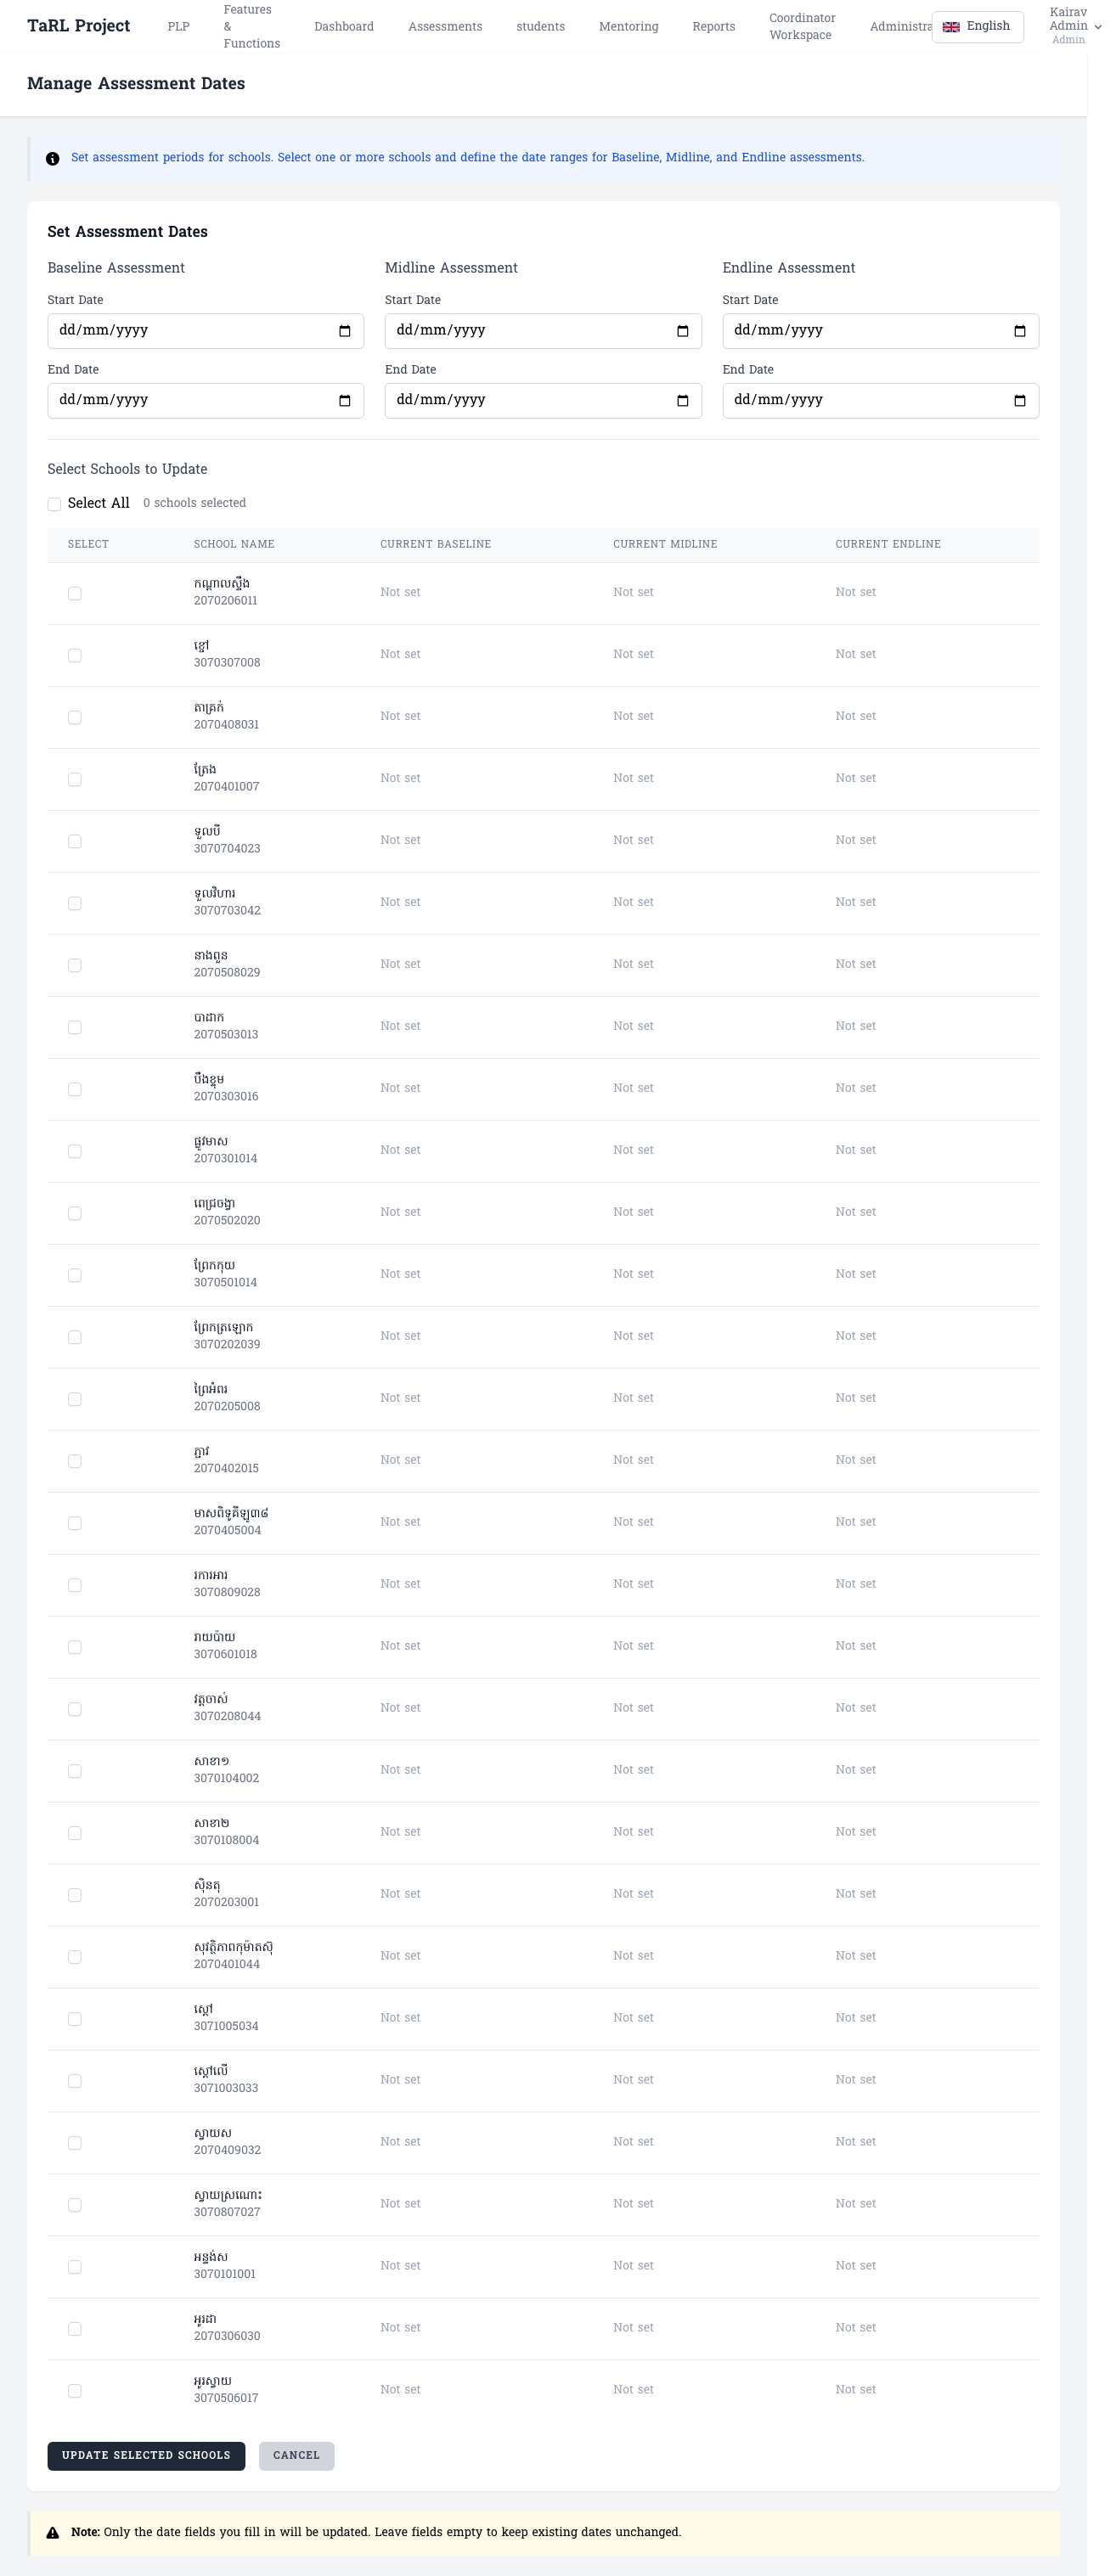 TaRL Project
PLP
Features
&
Functions
Dashboard
Assessments
students
Mentoring
Reports
Coordinator
Workspace
English
Kairav
Admin
Admin
Manage Assessment Dates
Set assessment periods for schools. Select one or more schools and define the date ranges for Baseline, Midline, and Endline assessments.
Set Assessment Dates
Baseline Assessment Midline Assessment Endline Assessment
Start Date Start Date Start Date
dd/mm/yyyy dd/mm/yyyy dd/mm/yyyy
End Date End Date End Date
dd/mm/yyyy dd/mm/yyyy dd/mm/yyyy
Select Schools to Update
Select All 0 schools selected
SELECT SCHOOL NAME CURRENT BASELINE CURRENT MIDLINE CURRENT ENDLINE
កណ្តាលស្ទឹង
2070206011 Not set Not set Not set
ខ្នៅ
3070307008 Not set Not set Not set
តាគ្រក់
2070408031 Not set Not set Not set
ត្រែង
2070401007 Not set Not set Not set
ទួលបី
3070704023 Not set Not set Not set
ទួលវិហារ
3070703042 Not set Not set Not set
នាងពួន
2070508029 Not set Not set Not set
បាដាក
2070503013 Not set Not set Not set
បឹងខ្ទុម
2070303016 Not set Not set Not set
ផ្លូវមាស
2070301014 Not set Not set Not set
ពេជ្រចង្វា
2070502020 Not set Not set Not set
ព្រែកកុយ
3070501014 Not set Not set Not set
ព្រែកត្រឡោក
3070202039 Not set Not set Not set
ព្រៃអំពរ
2070205008 Not set Not set Not set
ភ្នាវ
2070402015 Not set Not set Not set
មាសពិទូគីឡូ៣៨
2070405004 Not set Not set Not set
រការអារ
3070809028 Not set Not set Not set
រាយប៉ាយ
3070601018 Not set Not set Not set
វត្តចាស់
3070208044 Not set Not set Not set
សាខា១
3070104002 Not set Not set Not set
សាខា២
3070108004 Not set Not set Not set
ស៊ិនតុ
2070203001 Not set Not set Not set
សុវត្ថិភាពកុម៉ាតស៊ុ
2070401044 Not set Not set Not set
ស្តៅ
3071005034 Not set Not set Not set
ស្តៅលើ
3071003033 Not set Not set Not set
ស្វាយស
2070409032 Not set Not set Not set
ស្វាយស្រណោះ
3070807027 Not set Not set Not set
អន្ទង់ស
3070101001 Not set Not set Not set
អូរដា
2070306030 Not set Not set Not set
អូរស្វាយ
3070506017 Not set Not set Not set
UPDATE SELECTED SCHOOLS CANCEL
Note: Only the date fields you fill in will be updated. Leave fields empty to keep existing dates unchanged.